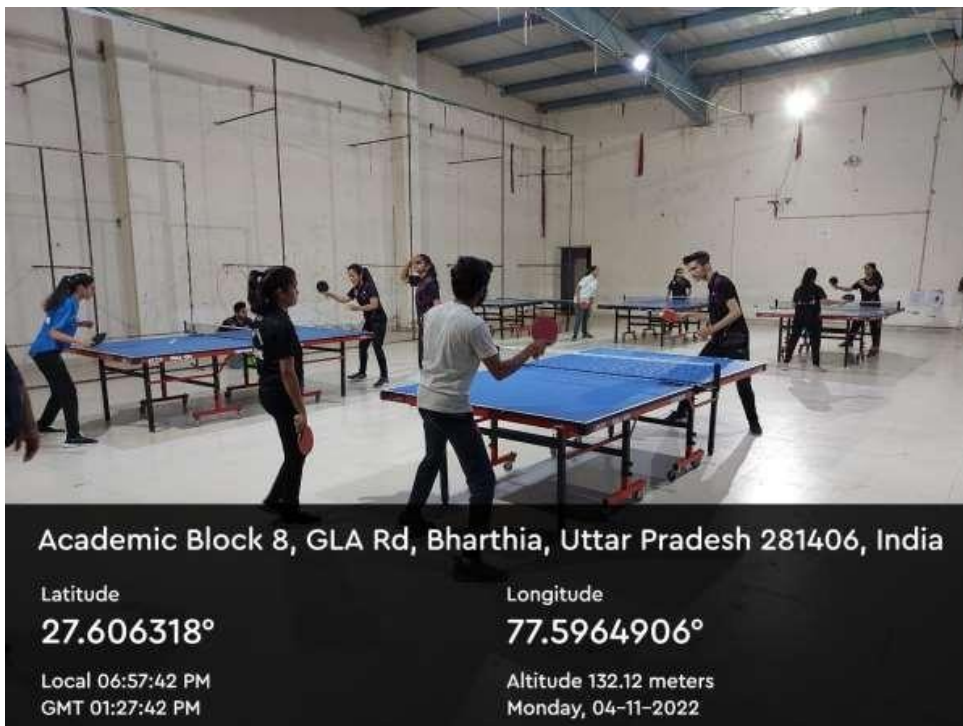 Academic Block 8, GLA Rd, Bharthia, Uttar Pradesh 281406, India
Latitude
27.606318°
Longitude
77.5964906°
Local 06:57:42 PM
GMT 01:27:42 PM
Altitude 132.12 meters
Monday, 04-11-2022